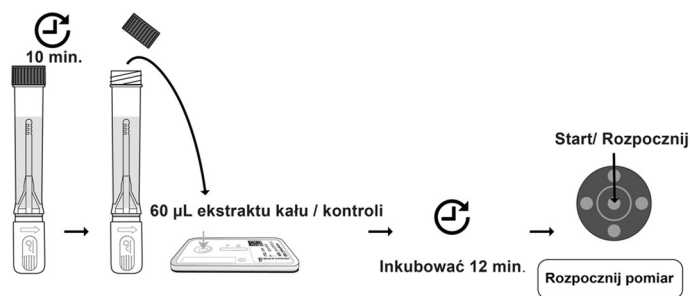 10 min.
60 µL ekstraktu kału / kontroli
Inkubować 12 min.
Start/ Rozpocznij
Rozpocznij pomiar